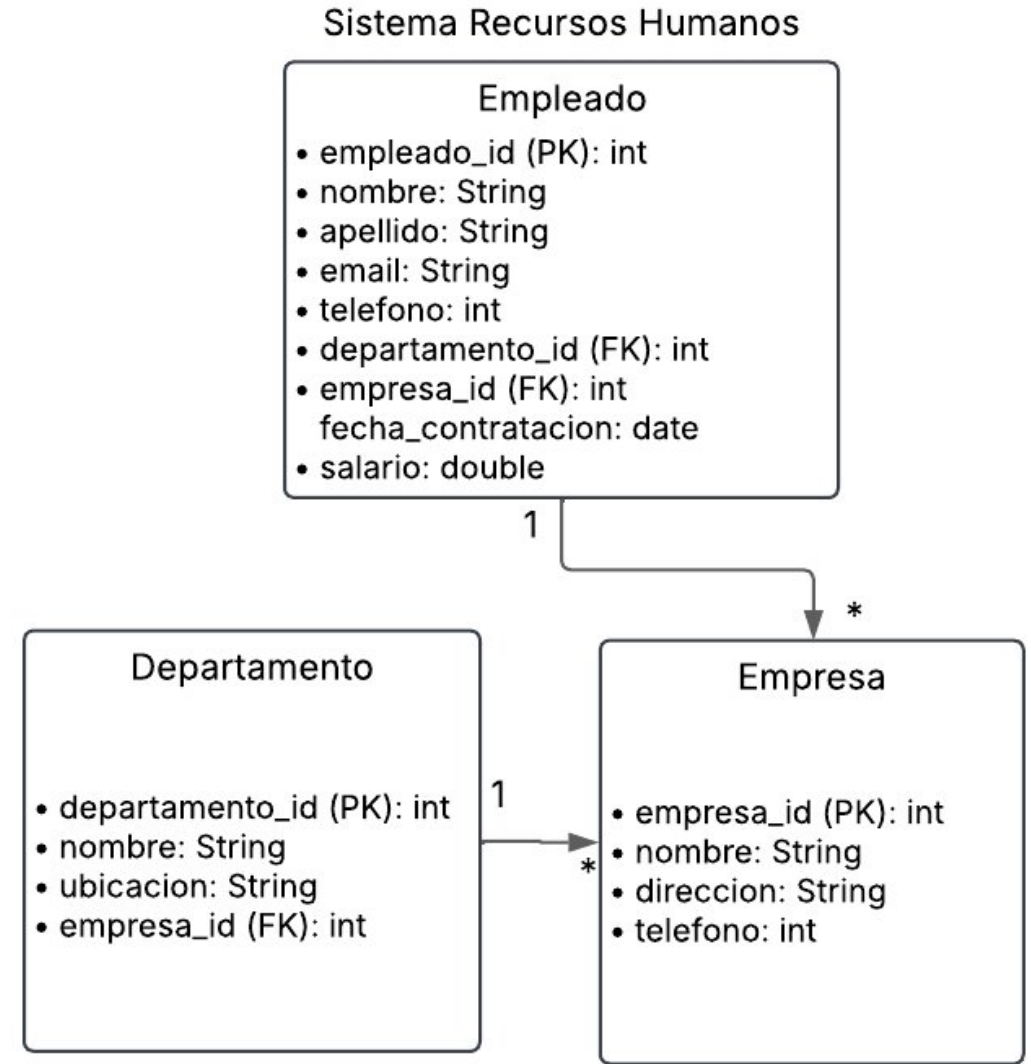 Sistema Recursos Humanos
Empleado
• empleado_id (PK): int
• nombre: String
• apellido: String
• email: String
• telefono: int
• departamento_id (FK): int
• empresa_id (FK): int
fecha_contratacion: date
• salario: double
1
*
Departamento
• departamento_id (PK): int
• nombre: String
• ubicacion: String
• empresa_id (FK): int
1
*
Empresa
• empresa_id (PK): int
• nombre: String
• direccion: String
• telefono: int